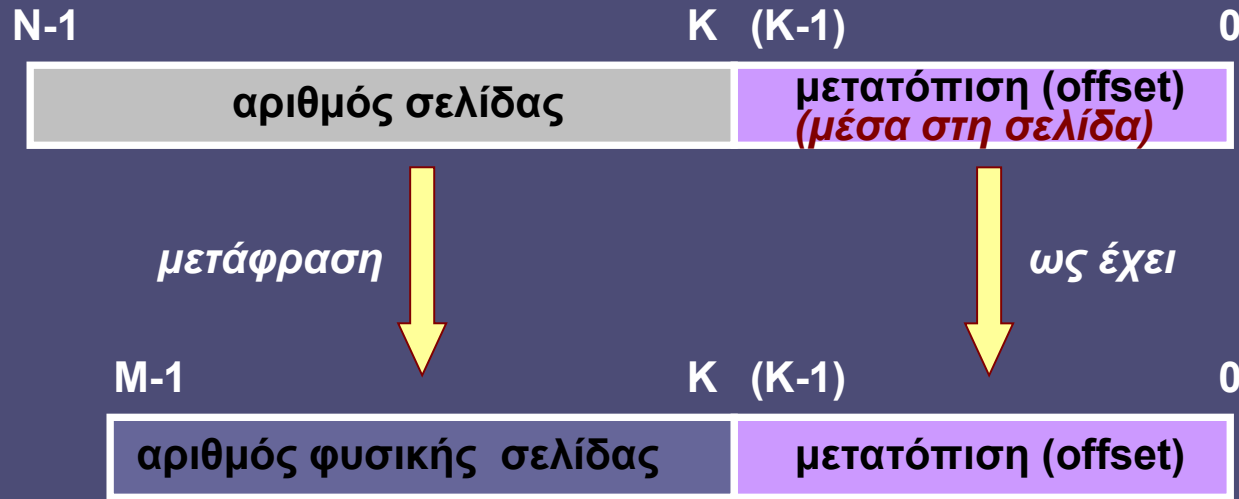 N-1 K (K-1) 0
αριθμός σελίδας μετατόπιση (offset)
(μέσα στη σελίδα)
μετάφραση ως έχει
M-1 K (K-1) 0
αριθμός φυσικής σελίδας μετατόπιση (offset)